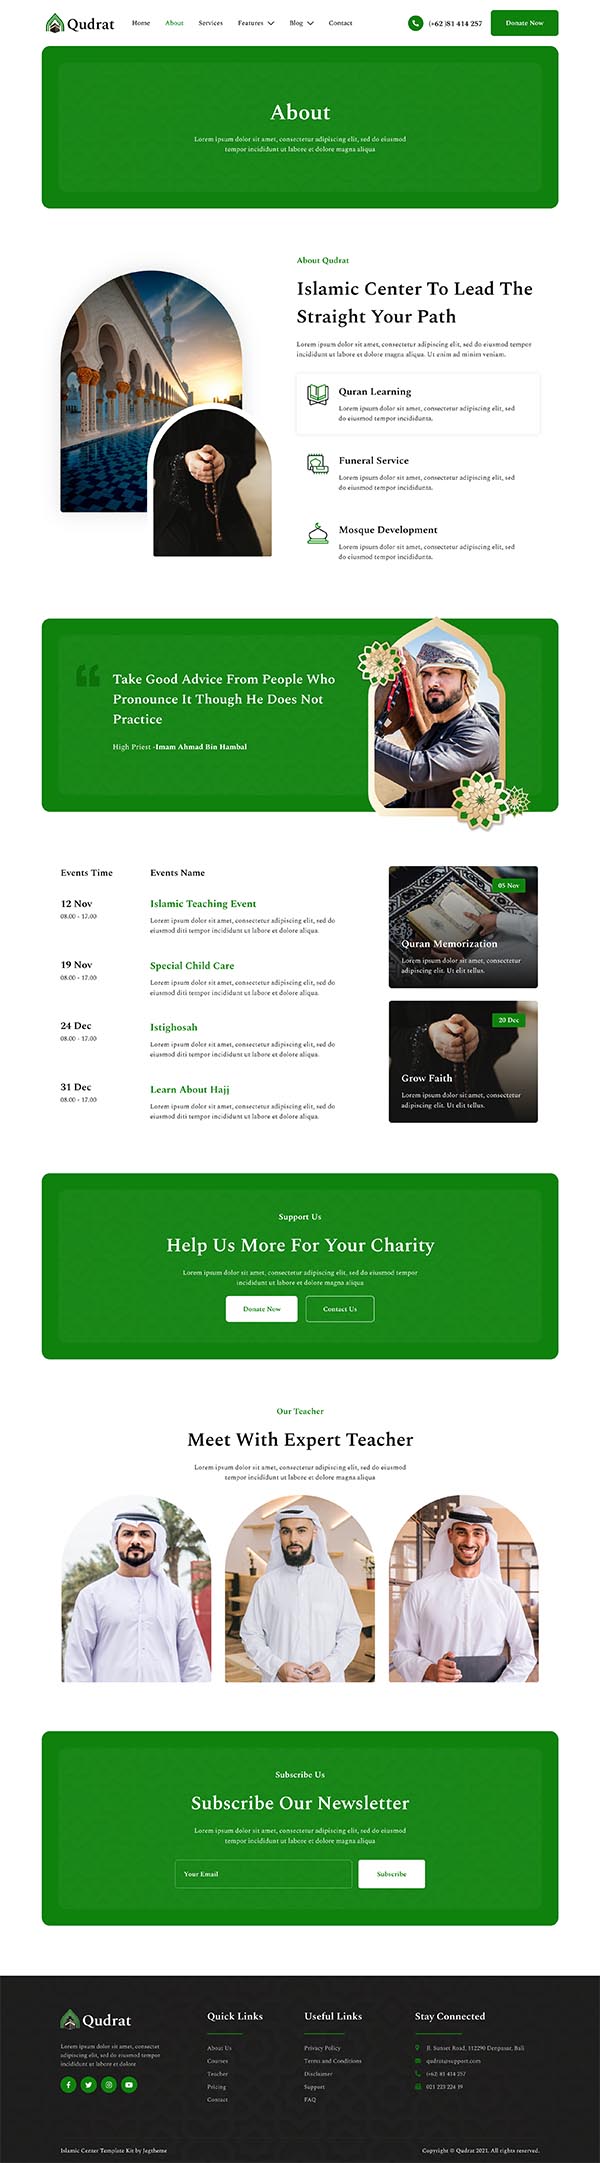 Qudrat
Home About Services Features Blog Contact
(+62 )81 414 257
Donate Now
About
Lorem ipsum dolor sit amet, consectetur adipiscing elit, sed do eiusmod
tempor incididunt ut labore et dolore magna aliqua
About Qudrat
Islamic Center To Lead The
Straight Your Path
Lorem ipsum dolor sit amet, consectetur adipiscing elit, sed do eiusmod tempor
incididunt ut labore et dolore magna aliqua. Ut enim ad minim veniam.
Quran Learning
Lorem ipsum dolor sit amet, consectetur adipiscing elit, sed
do eiusmod tempor incididunta.
Funeral Service
Lorem ipsum dolor sit amet, consectetur adipiscing elit, sed
do eiusmod tempor incididunta.
Mosque Development
Lorem ipsum dolor sit amet, consectetur adipiscing elit, sed
do eiusmod tempor incididunta.
Take Good Advice From People Who
Pronounce It Though He Does Not
Practice
High Priest -Imam Ahmad Bin Hambal
Events Time Events Name
12 Nov
08.00 - 17.00
Islamic Teaching Event
Lorem ipsum dolor sit amet, consectetur adipiscing elit, sed do
eiusmod diti tempor incididunt ut labore et dolore aliqua.
19 Nov
08.00 - 17.00
Special Child Care
Lorem ipsum dolor sit amet, consectetur adipiscing elit, sed do
eiusmod diti tempor incididunt ut labore et dolore aliqua.
24 Dec
08.00 - 17.00
Istighosah
Lorem ipsum dolor sit amet, consectetur adipiscing elit, sed do
eiusmod diti tempor incididunt ut labore et dolore aliqua.
31 Dec
08.00 - 17.00
Learn About Hajj
Lorem ipsum dolor sit amet, consectetur adipiscing elit, sed do
eiusmod diti tempor incididunt ut labore et dolore aliqua.
05 Nov
Quran Memorization
Lorem ipsum dolor sit amet, consectetur
adipiscing elit. Ut elit tellus.
20 Dec
Grow Faith
Lorem ipsum dolor sit amet, consectetur
adipiscing elit. Ut elit tellus.
Support Us
Help Us More For Your Charity
Lorem ipsum dolor sit amet, consectetur adipiscing elit, sed do eiusmod tempor
incididunt ut labore et dolore magna aliqua
Donate Now Contact Us
Our Teacher
Meet With Expert Teacher
Lorem ipsum dolor sit amet, consectetur adipiscing elit, sed do eiusmod
tempor incididunt ut labore et dolore magna aliqua
Subscribe Us
Subscribe Our Newsletter
Lorem ipsum dolor sit amet, consectetur adipiscing elit, sed do eiusmod
tempor incididunt ut labore et dolore magna aliqua
Your Email Subscribe
Qudrat
Lorem ipsum dolor sit amet, consectet
adipiscing elit, sed do eiusmod tempor
incididunt ut labore et dolore
Quick Links
About Us
Courses
Teacher
Pricing
Contact
Useful Links
Privacy Policy
Terms and Conditions
Disclaimer
Support
FAQ
Stay Connected
Jl. Sunset Road, 112290 Denpasar, Bali
qudrat@support.com
(+62) 81 414 257
021 223 224 19
Islamic Center Template Kit by Jegtheme
Copyright © Qudrat 2021. All rights reserved.